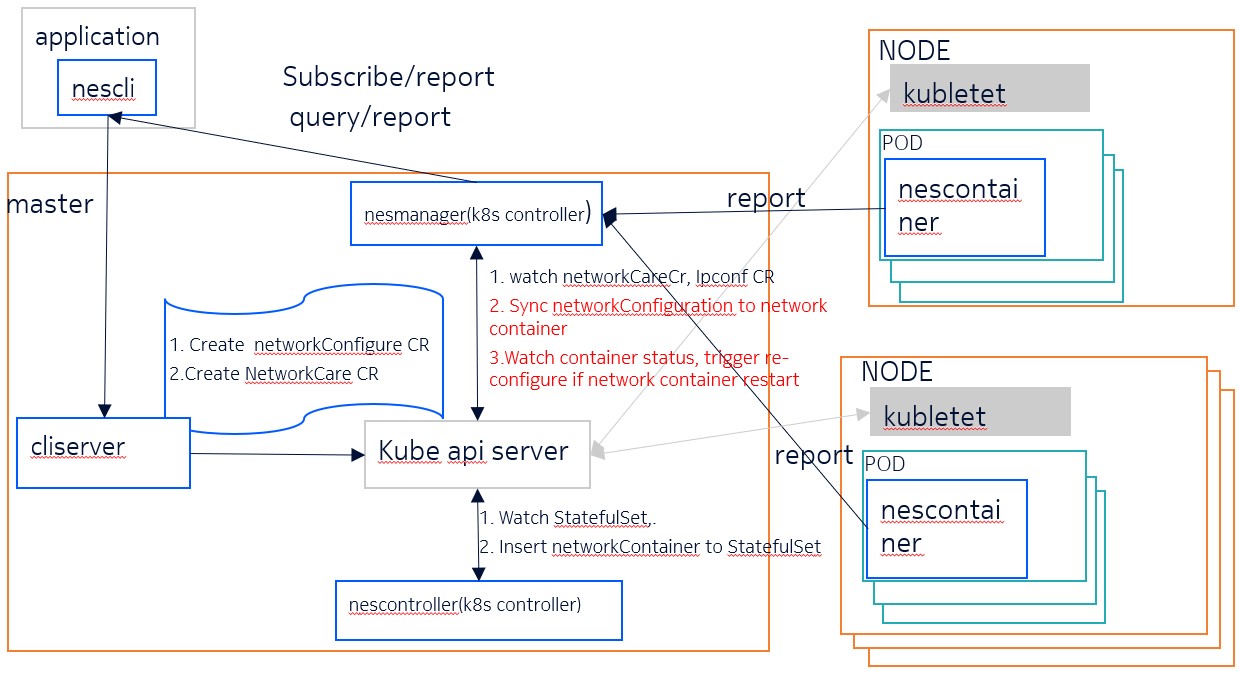 application
nescli
Subscribe/report
query/report
NODE
kubletet
POD
nescontai
ner
report
master
nesmanager(k8s controller)
1. watch networkCareCr, Ipconf CR
2. Sync networkConfiguration to network
container
3.Watch container status, trigger re-
configure if network container restart
1. Create networkConfigure CR
2.Create NetworkCare CR
cliserver
Kube api server
NODE
kubletet
report
POD
nescontai
ner
1. Watch StatefulSet,.
2. Insert networkContainer to StatefulSet
nescontroller(k8s controller)